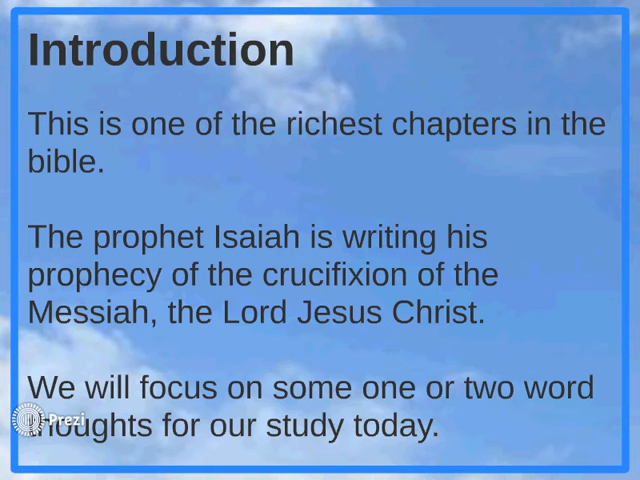 Introduction
This is one of the richest chapters in the
bible.
The prophet Isaiah is writing his
prophecy of the crucifixion of the
Messiah, the Lord Jesus Christ.
We will focus on some one or two word
thoughts for our study today.
Prezi